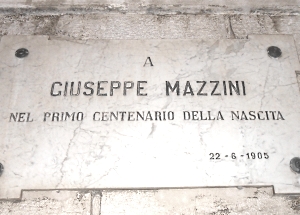 A
GIUSEPPE MAZZINI
NEL PRIMO CENTENARIO DELLA NASCITA
22-6-1905